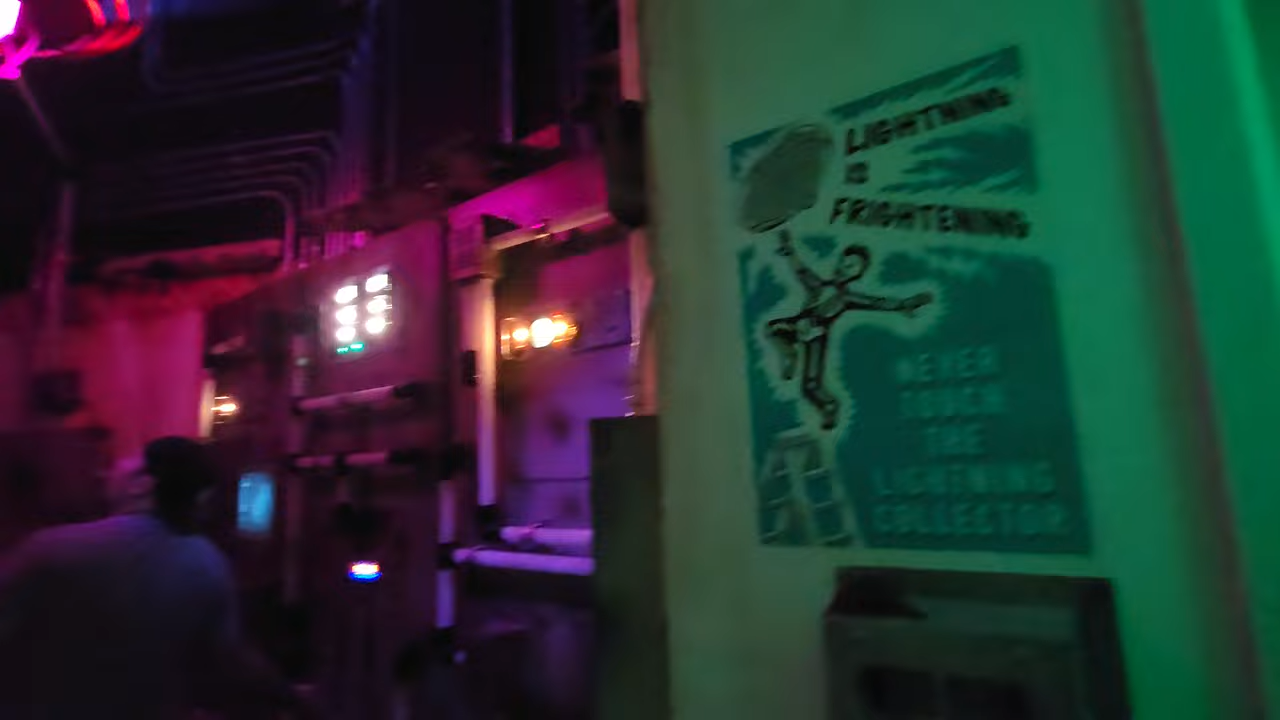 LIGHTNING
IS
FRIGHTENING
NEVER
TOUCH
THE
LIGHTNING
COLLECTOR